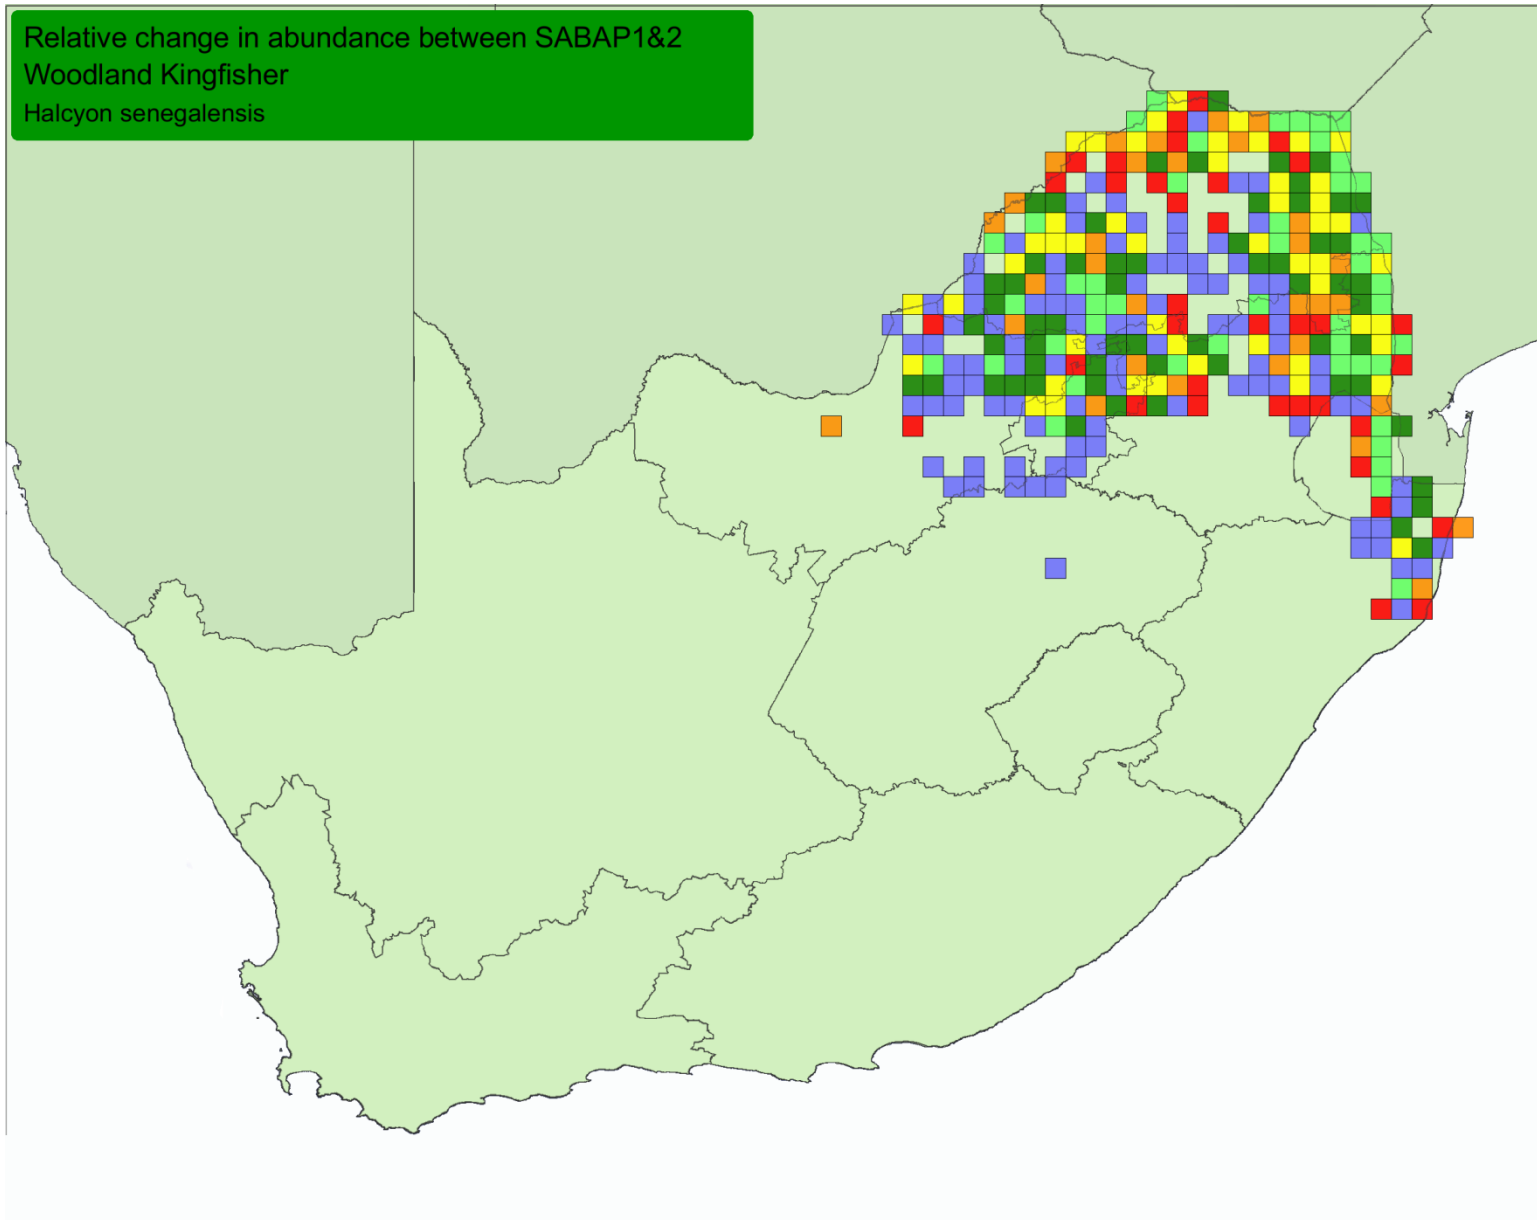 Relative change in abundance between SABAP1&2
Woodland Kingfisher
Halcyon senegalensis